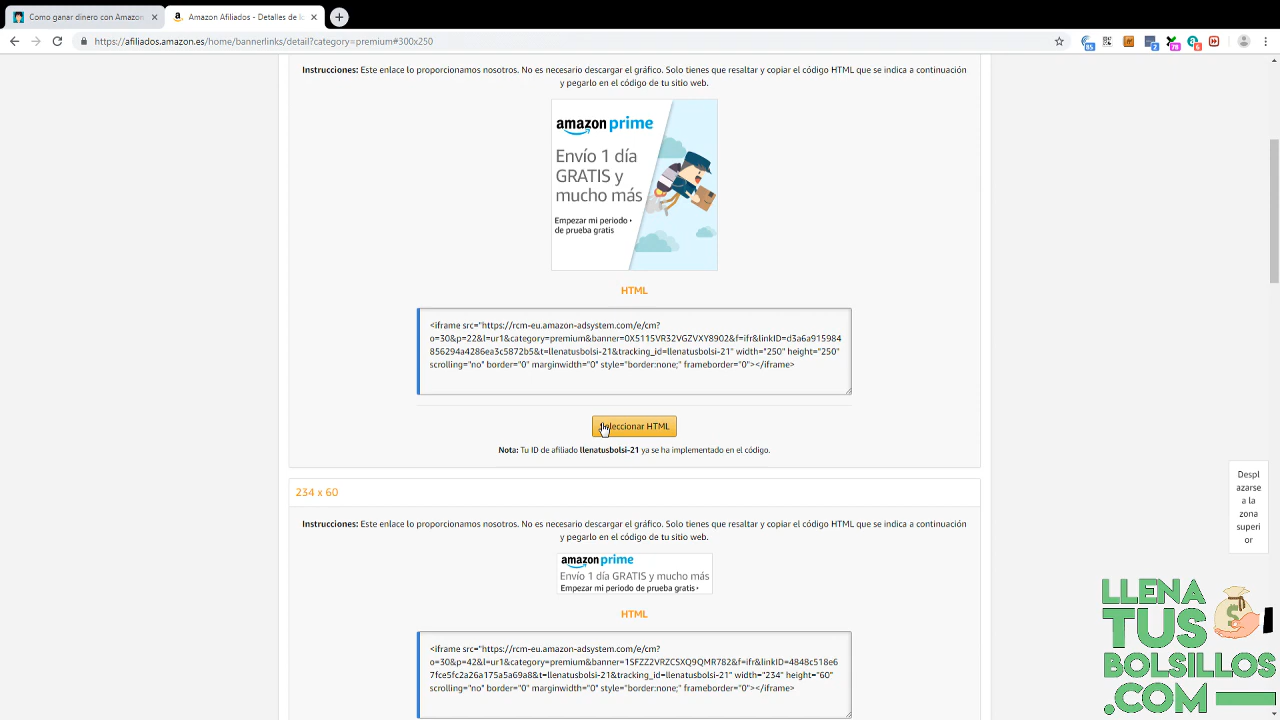 Como ganar dinero con Amazon
Amazon Afiliados - Detalles de lo
https://afiliados.amazon.es/home/bannerlinks/detail?category=premium#300x250
Instrucciones: Este enlace lo proporcionamos nosotros. No es necesario descargar el gráfico. Solo tienes que resaltar y copiar el código HTML que se indica a continuación
y pegarlo en el código de tu sitio web.
amazon prime
Envío 1 día
GRATIS y
mucho más
Empezar mi periodo
de prueba gratis
HTML
<iframe src="https://rcm-eu.amazon-adsystem.com/e/cm?
o=30&p=22&l=ur1&category=premium&banner=0X511SVR32VGZVXY8902&f=ifr&linkID=d3a6a915984
856294a4286ea3c5872b5&t=llenatusbolsi-21&tracking_id=llenatusbolsi-21" width="250" height="250"
scrolling="no" border="0" marginwidth="0" style="border:none;" frameborder="0"></iframe>
Seleccionar HTML
Nota: Tu ID de afiliado llenatusbolsi-21 ya se ha implementado en el código.
234 x 60
Instrucciones: Este enlace lo proporcionamos nosotros. No es necesario descargar el gráfico. Solo tienes que resaltar y copiar el código HTML que se indica a continuación
y pegarlo en el código de tu sitio web.
amazon prime
Envío 1 día GRATIS y mucho más
Empezar mi periodo de prueba gratis
HTML
<iframe src="https://rcm-eu.amazon-adsystem.com/e/cm?
o=30&p=42&l=ur1&category=premium&banner=1SFZZ2VRZCSXQ9QMR782&f=ifr&linkID=4848c518e6
7fce5fc2a26a175a5a69a8&t=llenatusbolsi-21&tracking_id=llenatusbolsi-21" width="234" height="60"
scrolling="no" border="0" marginwidth="0" style="border:none;" frameborder="0"></iframe>
Despl
azarse
a la
zona
superi
or
LLENA
TUS
BOLSILLOS
.COM